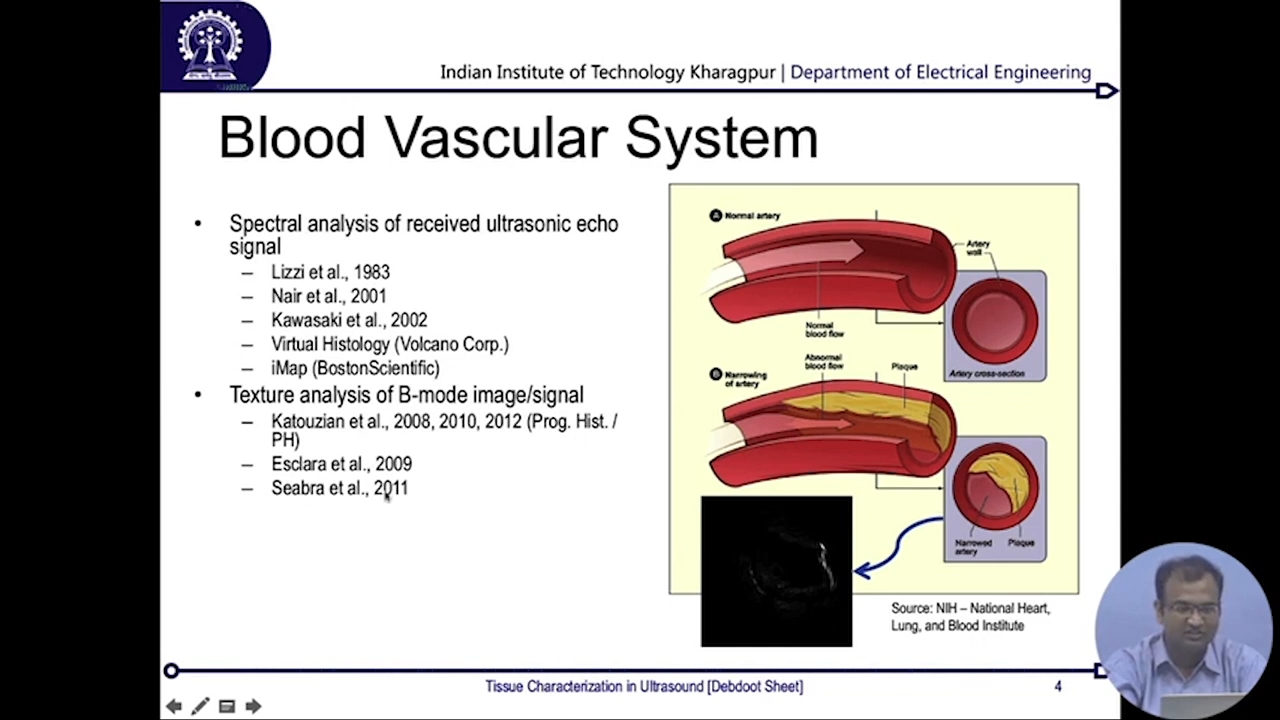 Indian Institute of Technology Kharagpur | Department of Electrical Engineering
Blood Vascular System
• Spectral analysis of received ultrasonic echo
signal
– Lizzi et al., 1983
– Nair et al., 2001
– Kawasaki et al., 2002
– Virtual Histology (Volcano Corp.)
– iMap (BostonScientific)
• Texture analysis of B-mode image/signal
– Katouzian et al., 2008, 2010, 2012 (Prog. Hist. /
PH)
– Esclara et al., 2009
– Seabra et al., 2011
A Normal artery
Artery
wall
Normal
blood flow
Artery cross-section
Abnormal
blood flow
Plaque
B Narrowing
of artery
Narrowed
artery
Plaque
Source: NIH – National Heart,
Lung, and Blood Institute
Tissue Characterization in Ultrasound [Debdoot Sheet]
4